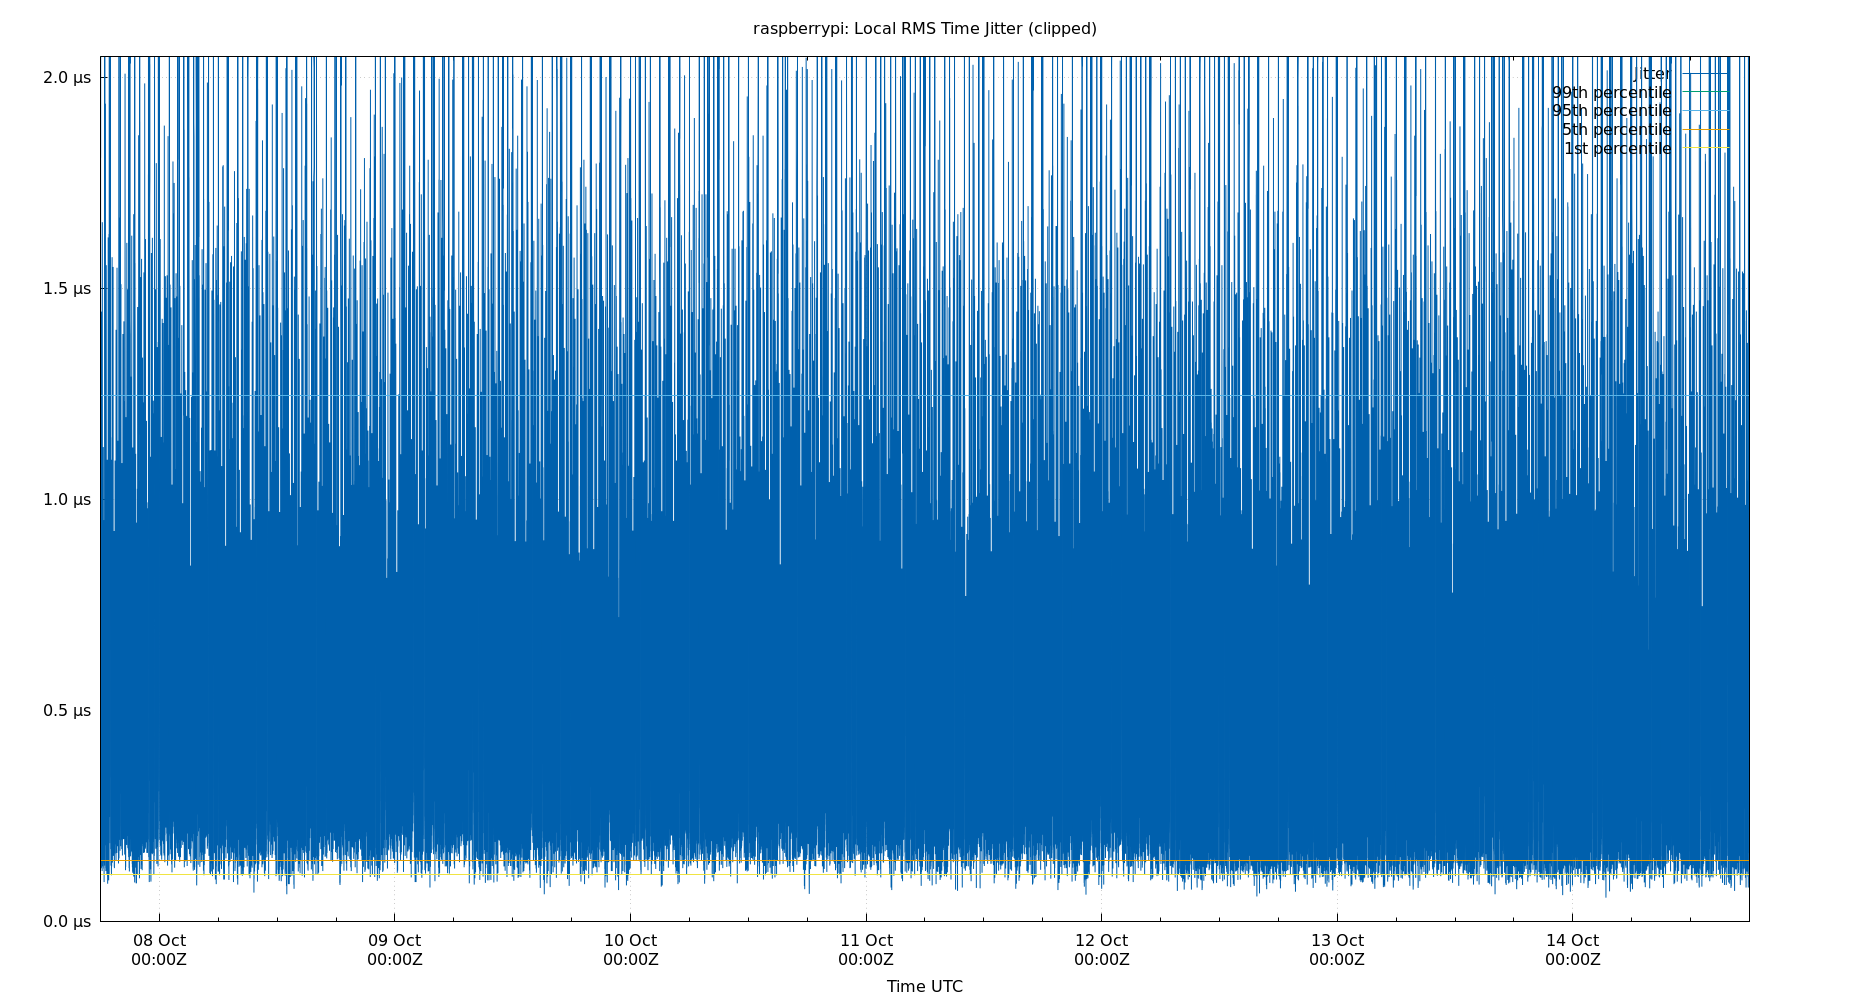 raspberrypi: Local RMS Time Jitter (clipped)
2.0 μs
jitter
99th percentile
95th percentile
5th percentile
1st percentile
1.5 μs
1.0 μs
0.5 μs
0.0 μs
08 Oct 09 Oct 10 Oct 11 Oct 12 Oct 13 Oct 14 Oct
00:00Z 00:00Z 00:00Z 00:00Z 00:00Z 00:00Z 00:00Z
Time UTC